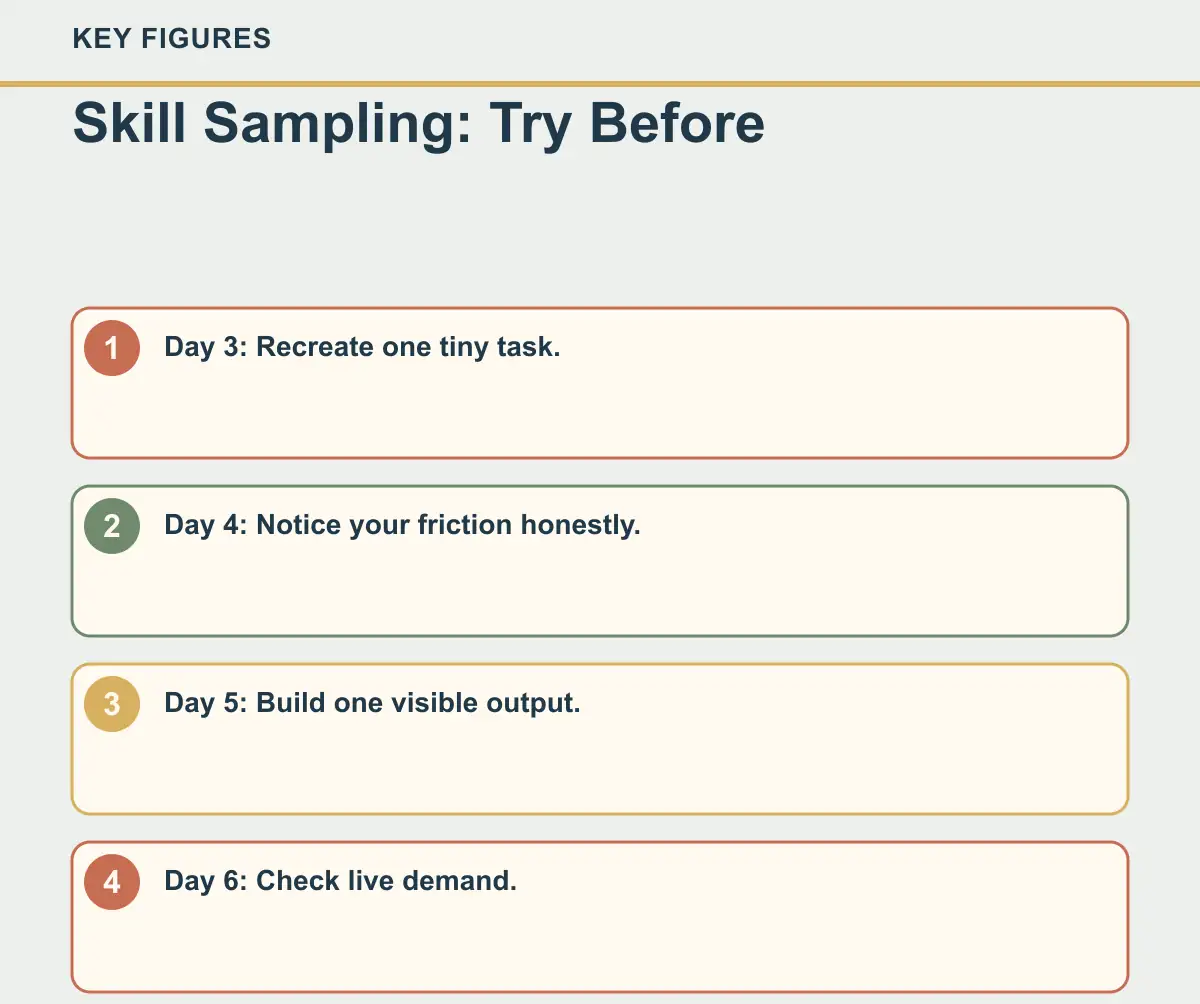 KEY FIGURES
Skill Sampling: Try Before
1 Day 3: Recreate one tiny task.
2 Day 4: Notice your friction honestly.
3 Day 5: Build one visible output.
4 Day 6: Check live demand.